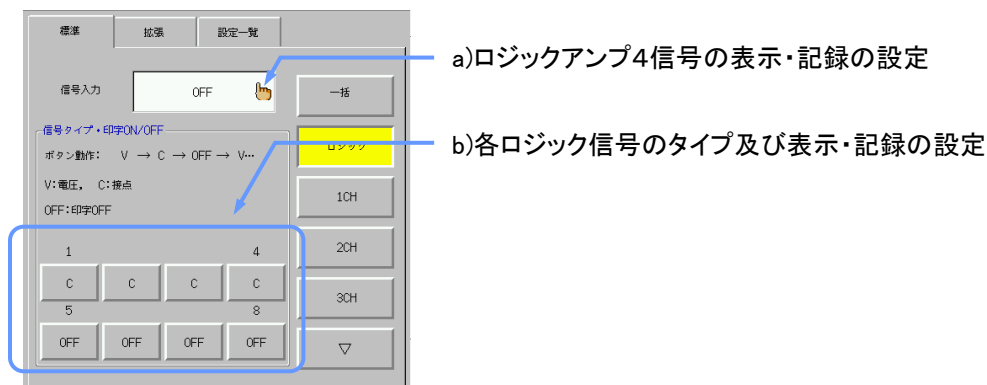 標準
拡張
設定一覧
a)ロジックアンプ4信号の表示・記録の設定
信号入力
OFF
一括
信号タイプ・印字ON/OFF
ロジック
b)各ロジック信号のタイプ及び表示・記録の設定
ボタン動作: V → C → OFF → V…
V:電圧, C:接点
1CH
OFF:印字OFF
1
4
2CH
C
C
C
C
3CH
5
8
OFF
OFF
OFF
OFF
▽